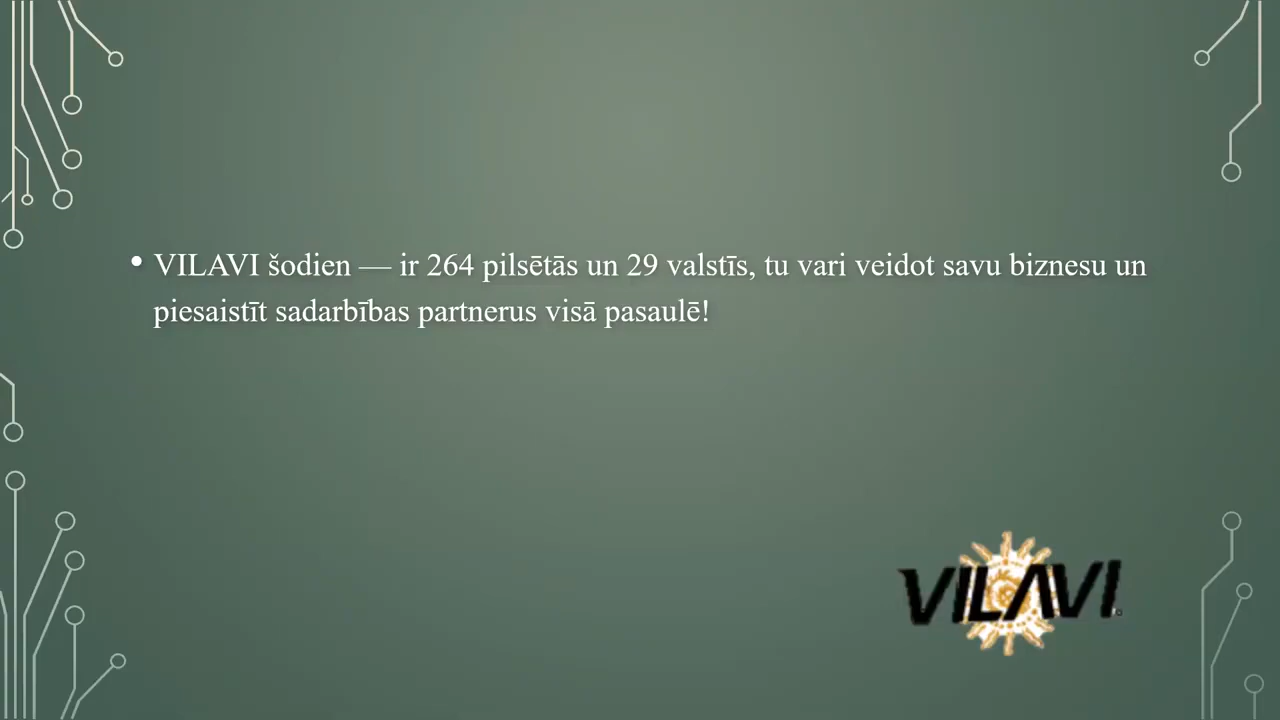 • VILAVI šodien — ir 264 pilsētās un 29 valstīs, tu vari veidot savu biznesu un
piesaistīt sadarbības partnerus visā pasaulē!
VILAVI